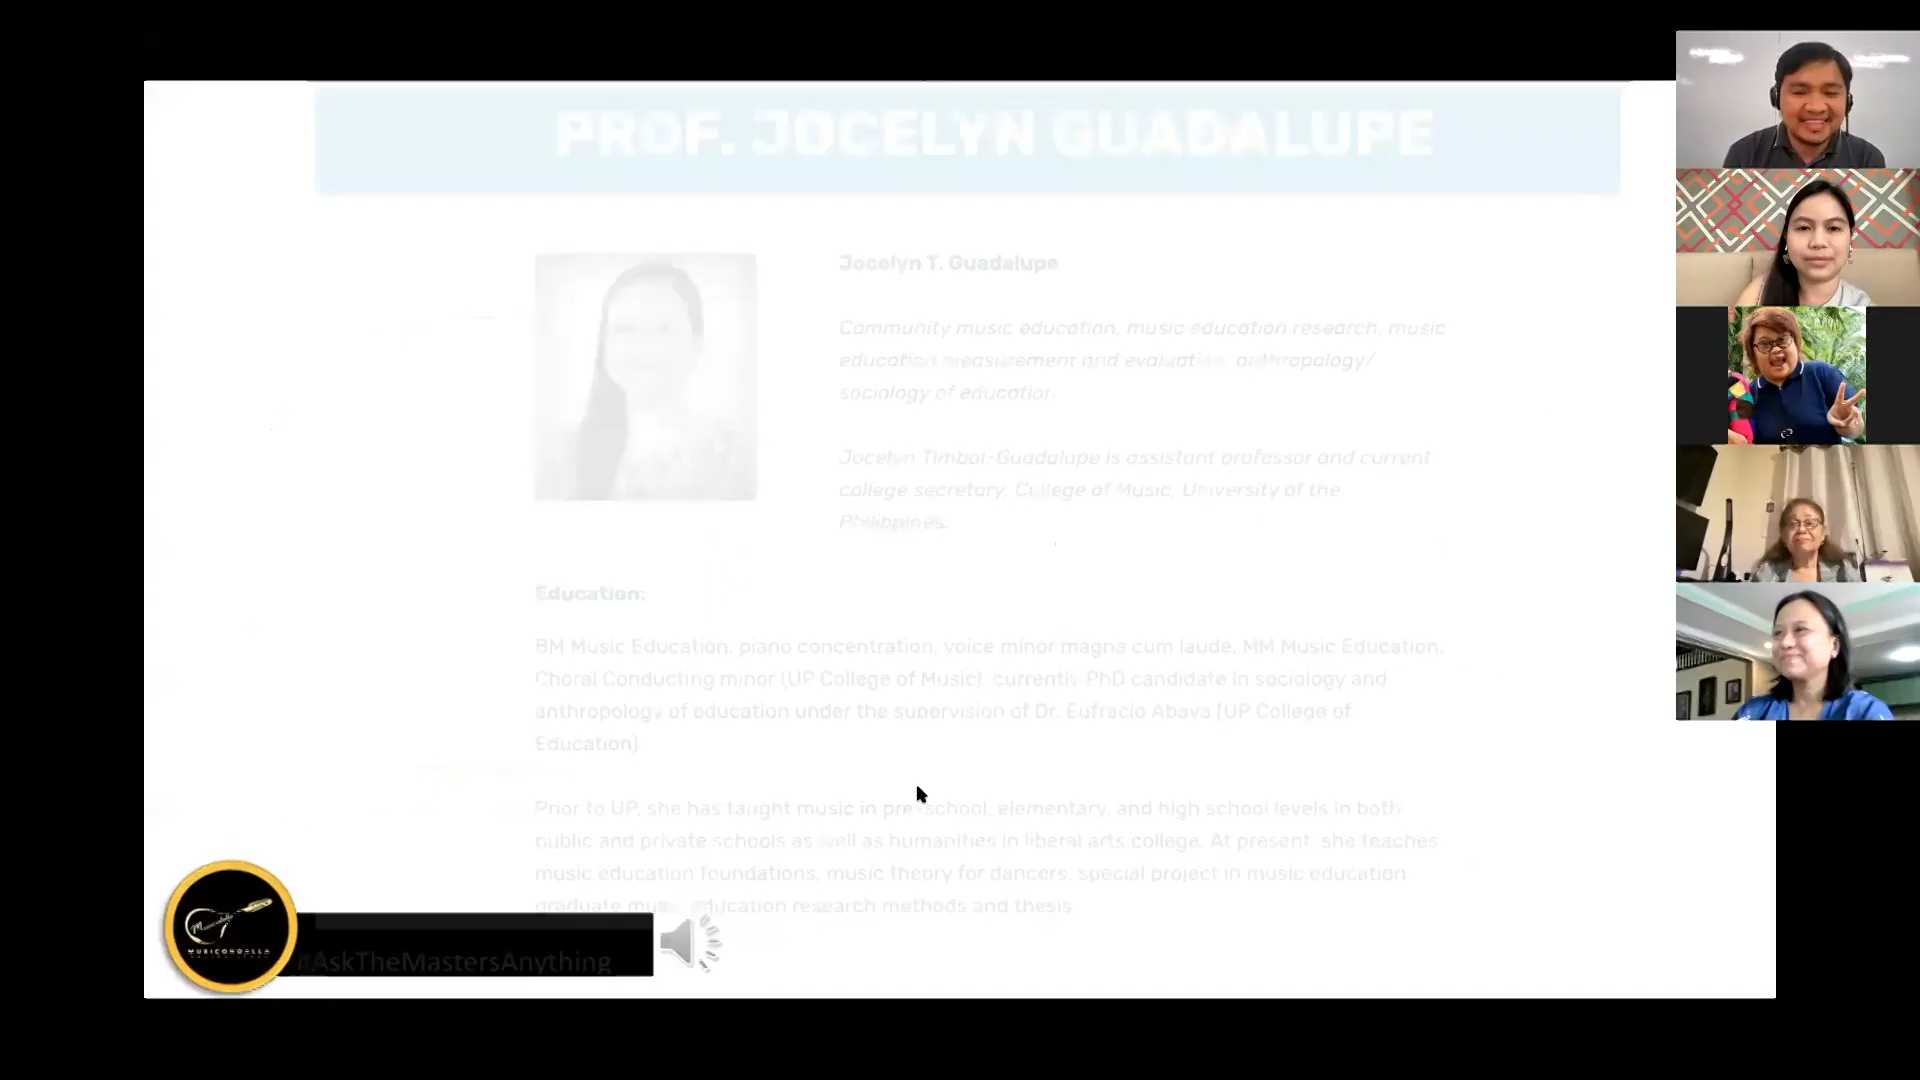 PROF. JOCELYN GUADALUPE
Jocelyn T. Guadalupe
Community music education, music education research, music
education measurement and evaluation, anthropology/
sociology of education.
Jocelyn Timbol-Guadalupe is assistant professor and current
college secretary, College of Music, University of the
Philippines.
Education:
BM Music Education, piano concentration, voice minor magna cum laude, MM Music Education,
Choral Conducting minor (UP College of Music) currently PhD candidate in sociology and
anthropology of education under the supervision of Dr. Eufracio Abaya (UP College of
Education)
Prior to UP, she has taught music in pre-school, elementary, and high school levels in both
public and private schools as well as humanities in liberal arts college. At present, she teaches
music education foundations, music theory for dancers, special project in music education
graduate music education research methods and thesis
#AskTheMastersAnything